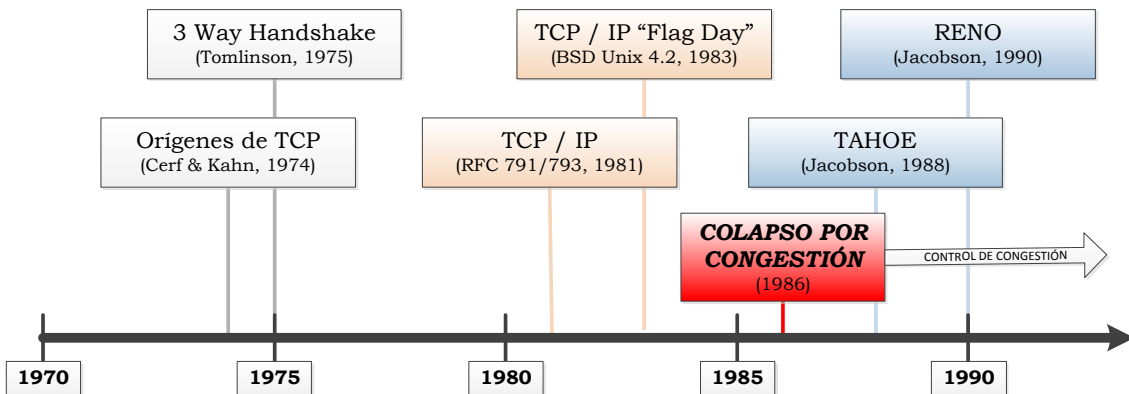 3 Way Handshake
(Tomlinson, 1975)
TCP / IP “Flag Day”
(BSD Unix 4.2, 1983)
RENO
(Jacobson, 1990)
Orígenes de TCP
(Cerf & Kahn, 1974)
TCP / IP
(RFC 791/793, 1981)
TAHOE
(Jacobson, 1988)
COLAPSO POR
CONGESTIÓN
(1986)
CONTROL DE CONGESTIÓN
1970
1975
1980
1985
1990